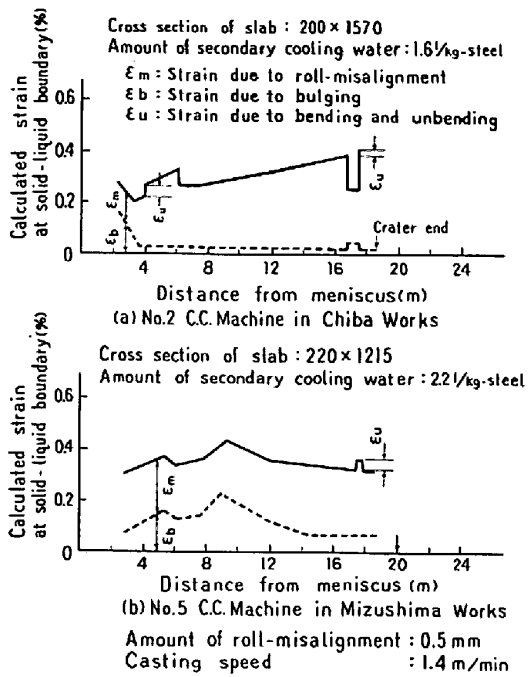 Cross section of slab : 200 × 1570
Amount of secondary cooling water : 1.6 l/kg-steel
εm : Strain due to roll-misalignment
εb : Strain due to bulging
εu : Strain due to bending and unbending
Calculated strain
at solid-liquid boundary (%)
0.6
0.4
0.2
0
εm
εb
εu
εu
Crater end
4 8 12 16 20 24
Distance from meniscus (m)
(a) No.2 C.C. Machine in Chiba Works
Cross section of slab : 220 × 1215
Amount of secondary cooling water : 2.2 l/kg-steel
Calculated strain
at solid-liquid boundary (%)
0.6
0.4
0.2
0
εm
εb
εu
4 8 12 16 20 24
Distance from meniscus (m)
(b) No.5 C.C. Machine in Mizushima Works
Amount of roll-misalignment : 0.5 mm
Casting speed : 1.4 m/min